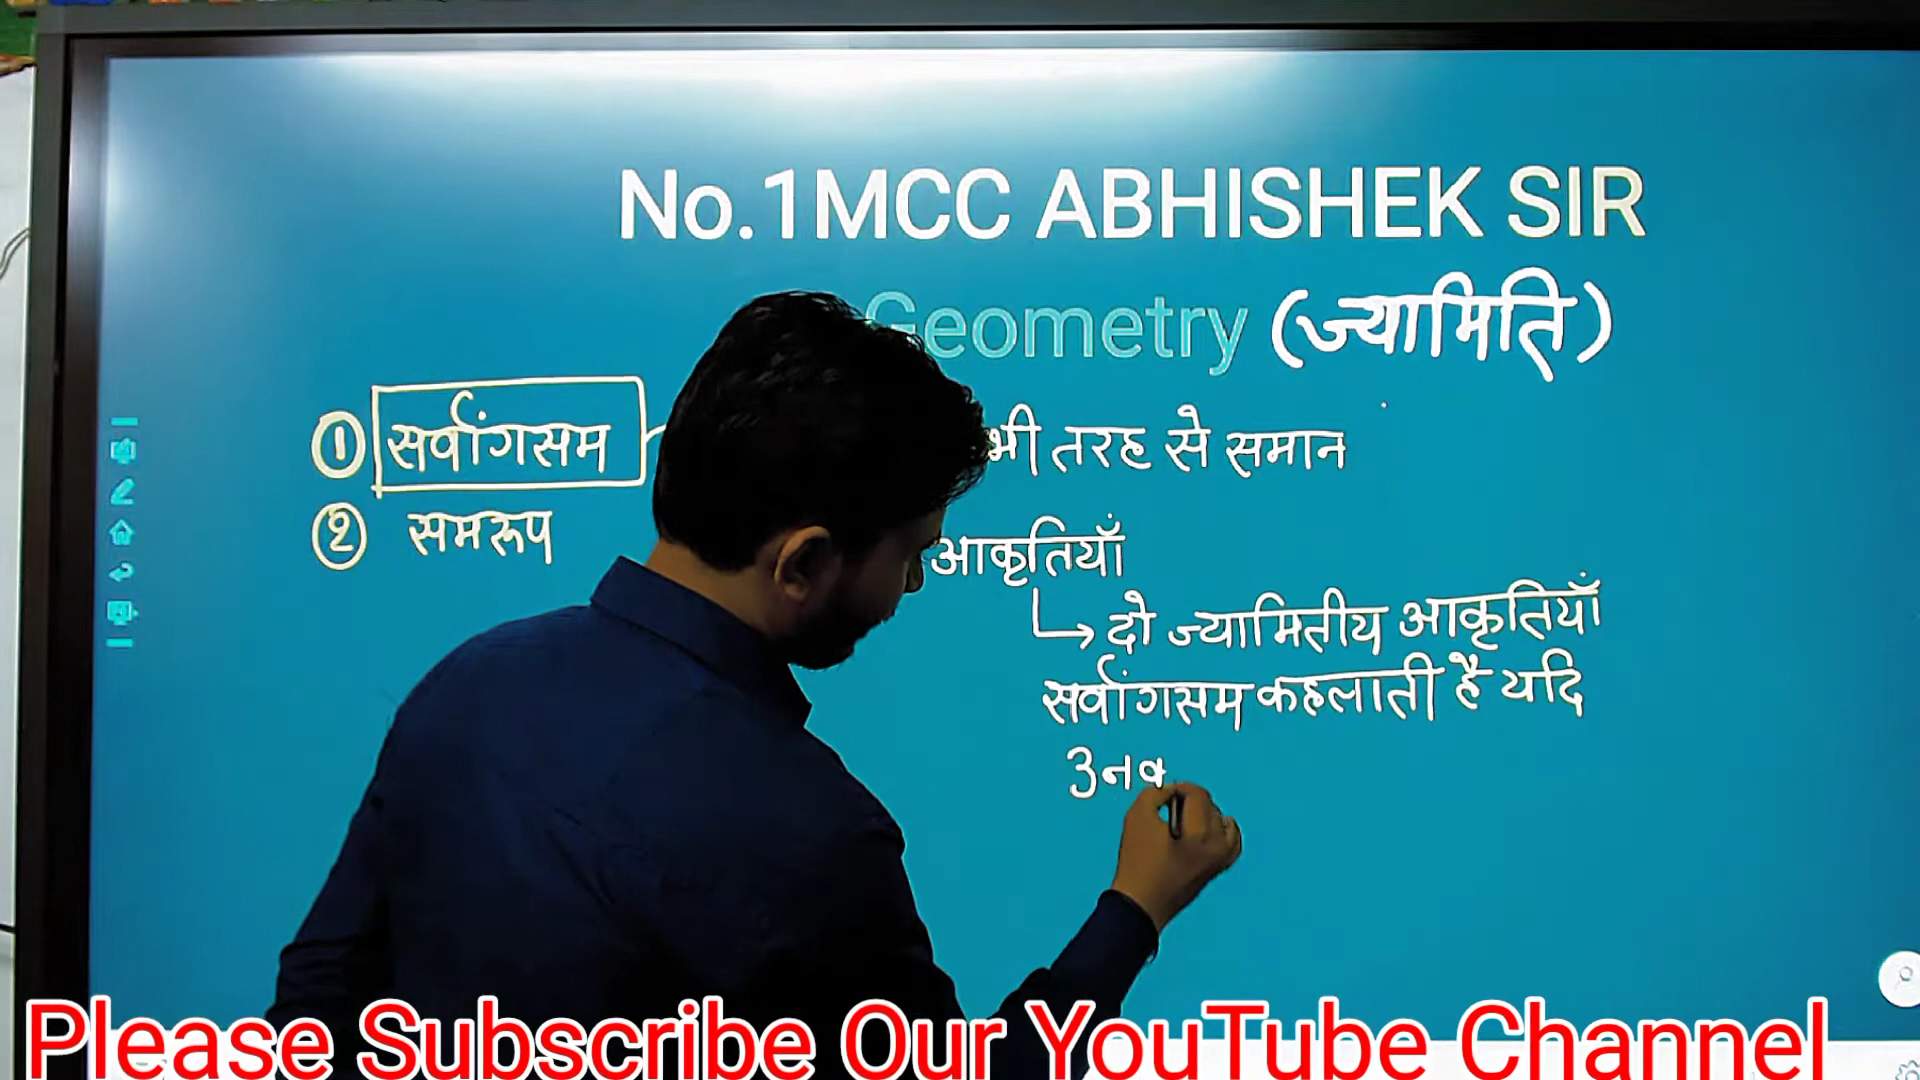 No.1MCC ABHISHEK SIR
Geometry (ज्यामिति)
① सर्वांगसम
भी तरह से समान
② समरूप
आकृतियाँ
↳ दो ज्यामितीय आकृतियाँ
सर्वांगसम कहलाती है यदि
उनक
Please Subscribe Our YouTube Channel